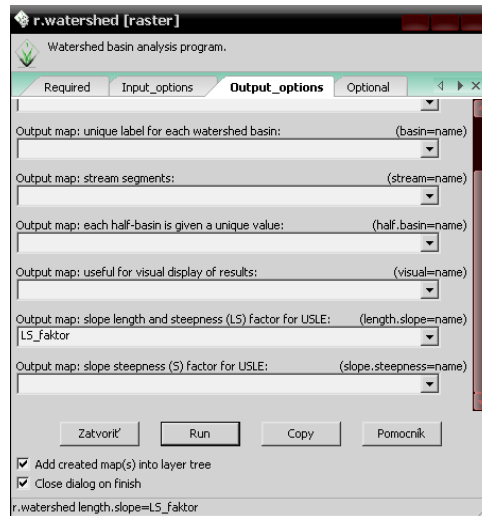 r.watershed [raster]
Watershed basin analysis program.
Required Input_options Output_options Optional
Output map: unique label for each watershed basin: (basin=name)
Output map: stream segments: (stream=name)
Output map: each half-basin is given a unique value: (half.basin=name)
Output map: useful for visual display of results: (visual=name)
Output map: slope length and steepness (LS) factor for USLE: (length.slope=name)
LS_faktor
Output map: slope steepness (S) factor for USLE: (slope.steepness=name)
Zatvoriť Run Copy Pomocník
Add created map(s) into layer tree
Close dialog on finish
r.watershed length.slope=LS_faktor